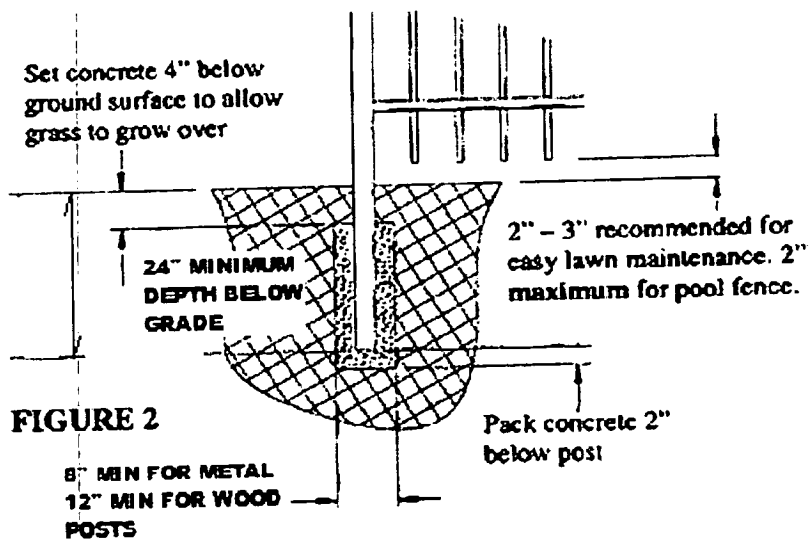 Set concrete 4” below
ground surface to allow
grass to grow over
2” – 3” recommended for
easy lawn maintenance. 2”
maximum for pool fence.
24” MINIMUM
DEPTH BELOW
GRADE
FIGURE 2
Pack concrete 2”
below post
8” MIN FOR METAL
12” MIN FOR WOOD
POSTS